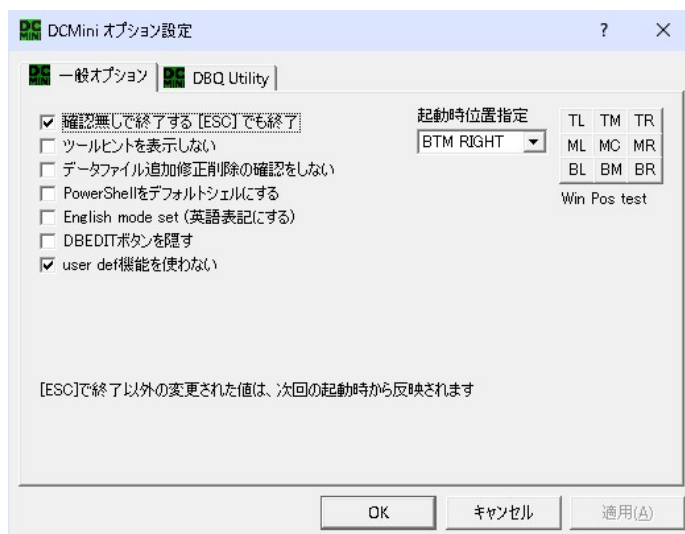 DCMini オプション設定
一般オプション DBQ Utility
確認無しで終了する [ESC] でも終了
ツールヒントを表示しない
データファイル追加修正削除の確認をしない
PowerShellをデフォルトシェルにする
English mode set (英語表記にする)
DBEDITボタンを隠す
user def機能を使わない
起動時位置指定
BTM RIGHT
TL TM TR
ML MC MR
BL BM BR
Win Pos test
[ESC]で終了以外の変更された値は、次回の起動時から反映されます
OK キャンセル 適用(A)